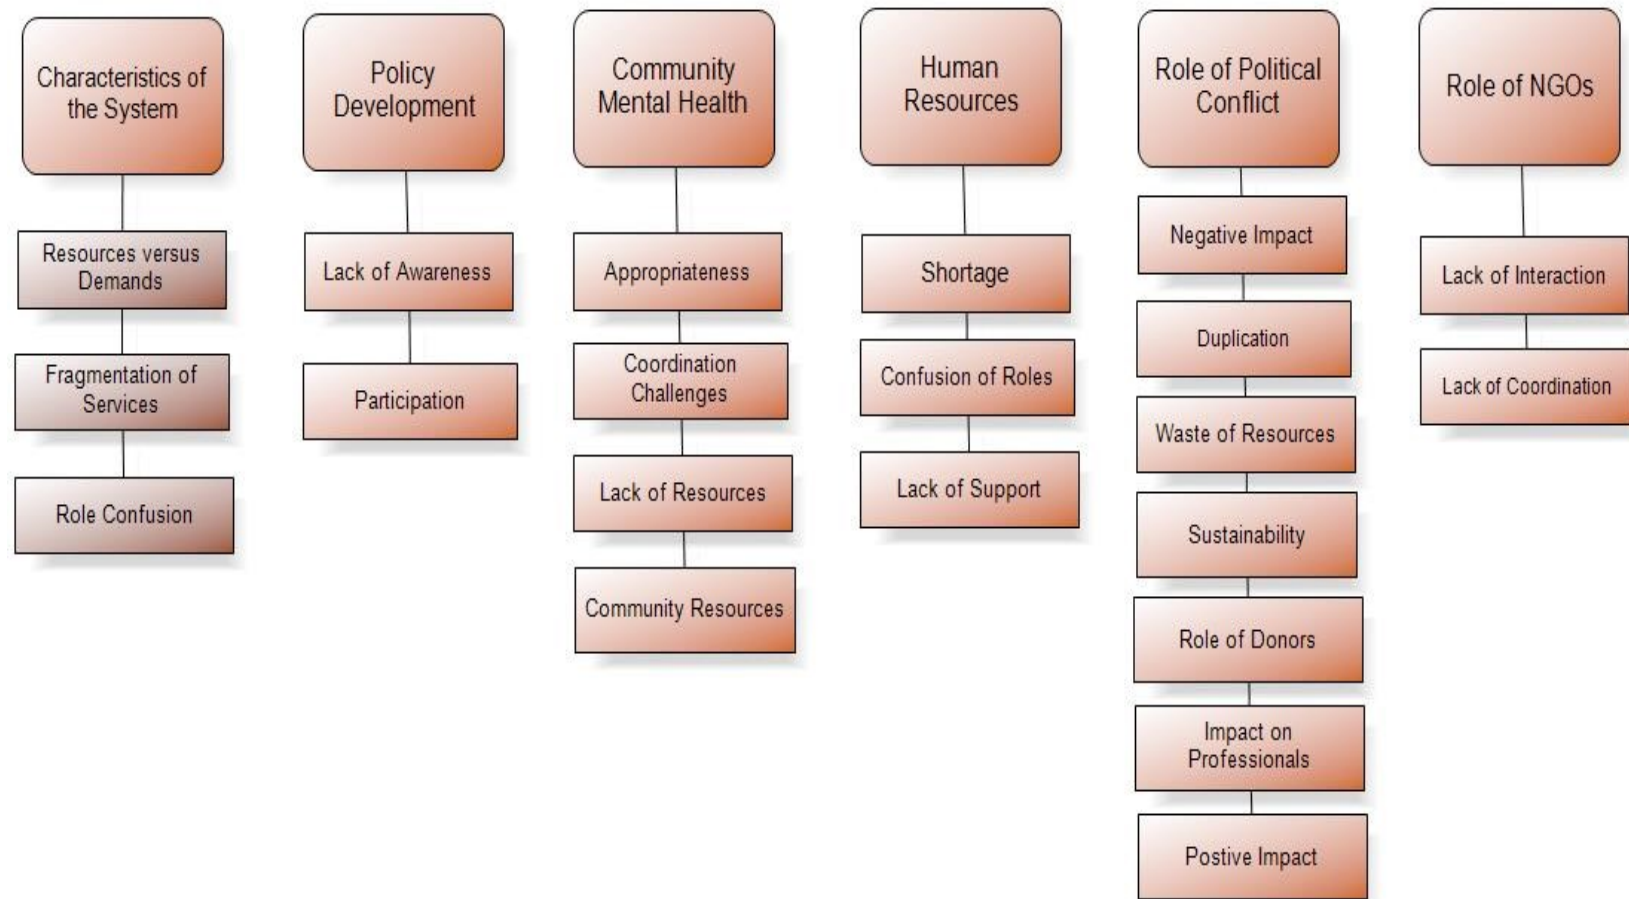 Characteristics of
the System
Resources versus
Demands
Fragmentation of
Services
Role Confusion
Policy
Development
Lack of Awareness
Participation
Community
Mental Health
Appropriateness
Coordination
Challenges
Lack of Resources
Community Resources
Human
Resources
Shortage
Confusion of Roles
Lack of Support
Role of Political
Conflict
Negative Impact
Duplication
Waste of Resources
Sustainability
Role of Donors
Impact on
Professionals
Postive Impact
Role of NGOs
Lack of Interaction
Lack of Coordination